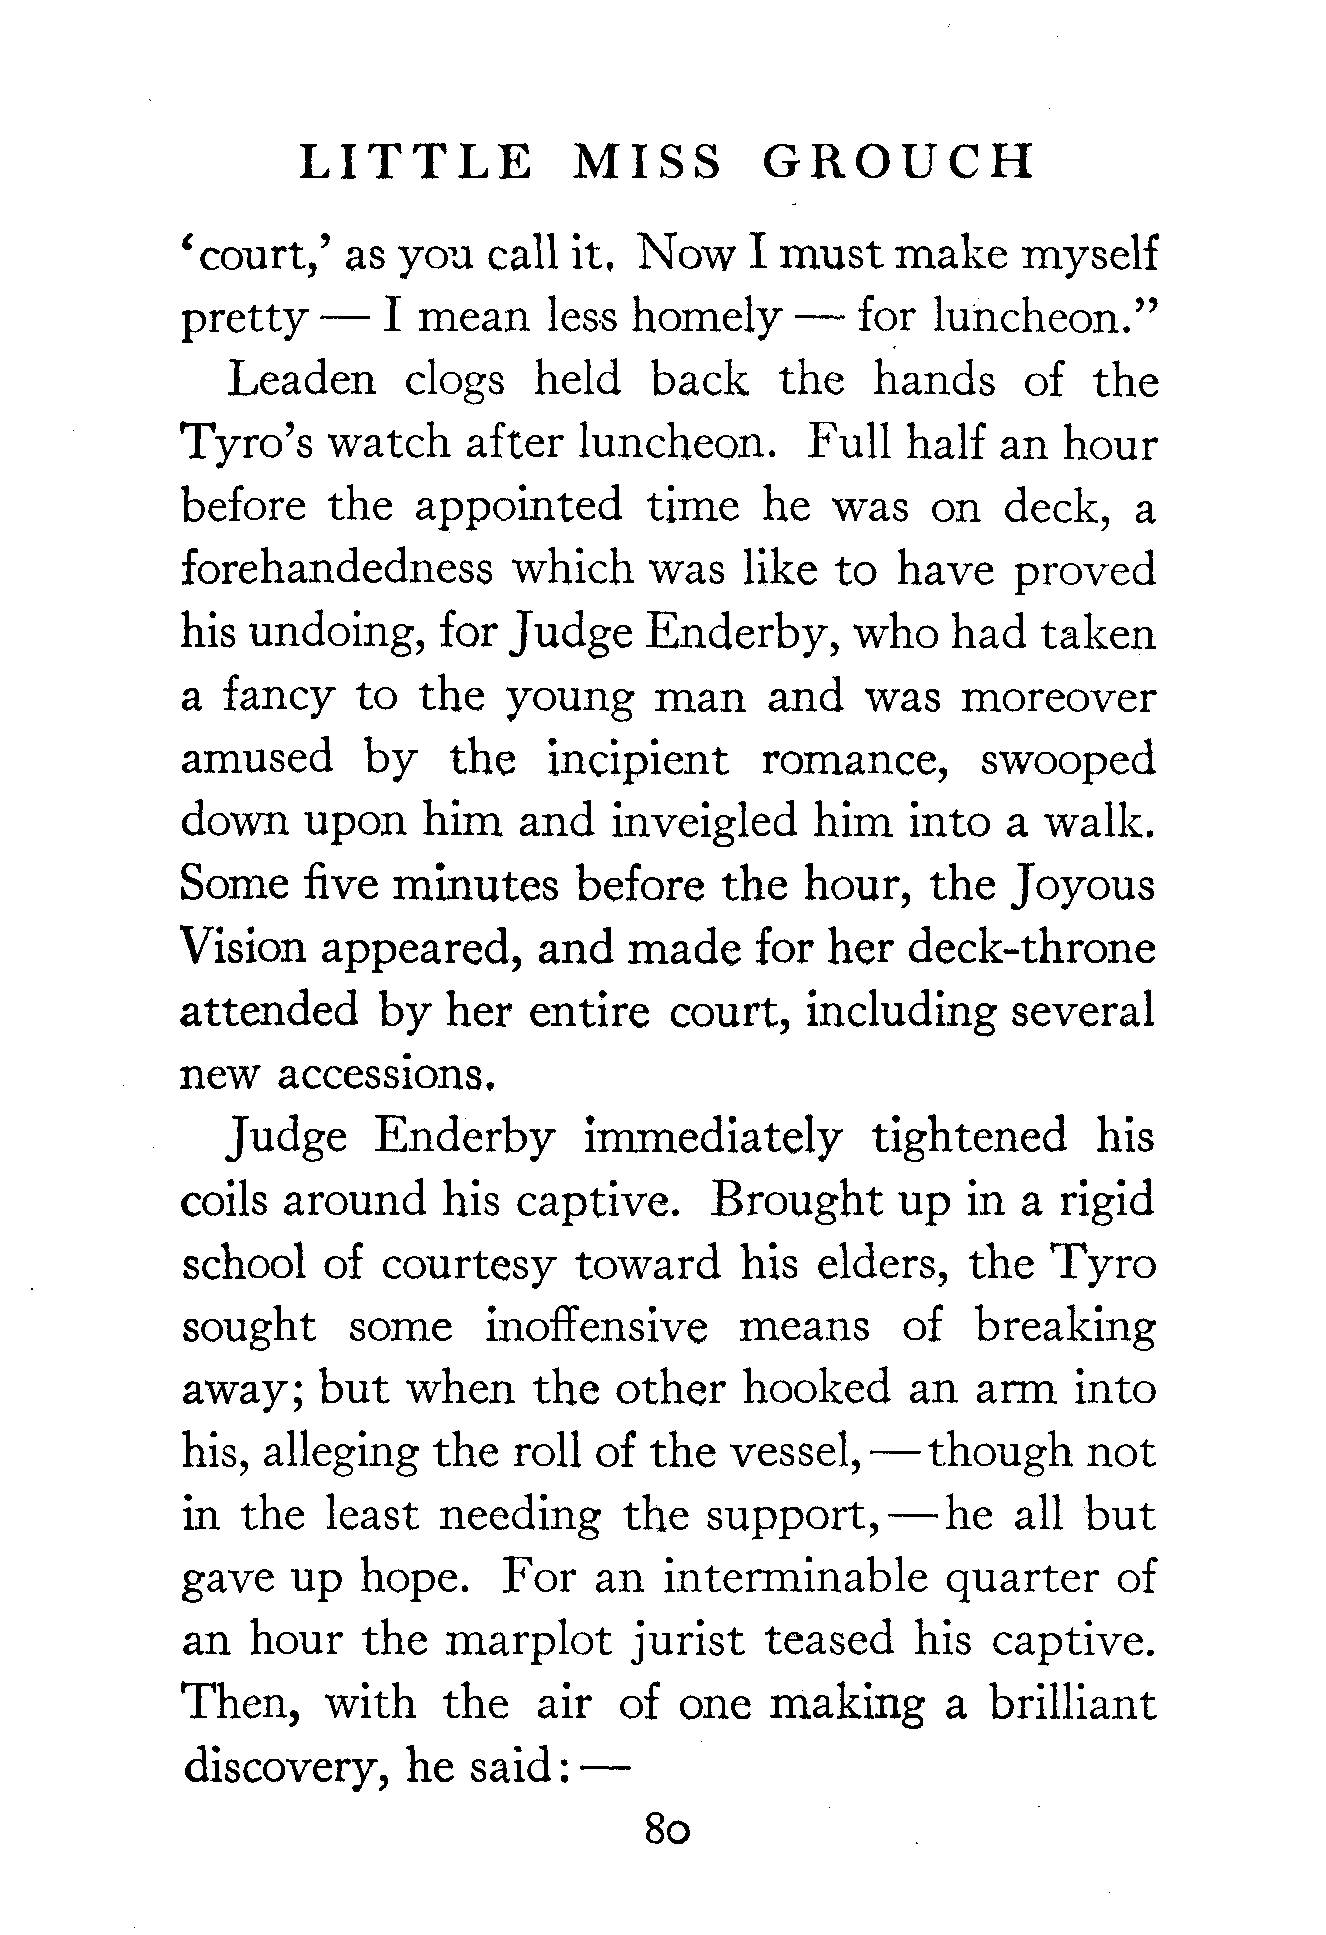 LITTLE MISS GROUCH
‘court,’ as you call it. Now I must make myself
pretty — I mean less homely — for luncheon.”
Leaden clogs held back the hands of the
Tyro’s watch after luncheon. Full half an hour
before the appointed time he was on deck, a
forehandedness which was like to have proved
his undoing, for Judge Enderby, who had taken
a fancy to the young man and was moreover
amused by the incipient romance, swooped
down upon him and inveigled him into a walk.
Some five minutes before the hour, the Joyous
Vision appeared, and made for her deck-throne
attended by her entire court, including several
new accessions.
Judge Enderby immediately tightened his
coils around his captive. Brought up in a rigid
school of courtesy toward his elders, the Tyro
sought some inoffensive means of breaking
away; but when the other hooked an arm into
his, alleging the roll of the vessel,—though not
in the least needing the support,—he all but
gave up hope. For an interminable quarter of
an hour the marplot jurist teased his captive.
Then, with the air of one making a brilliant
discovery, he said:—
80